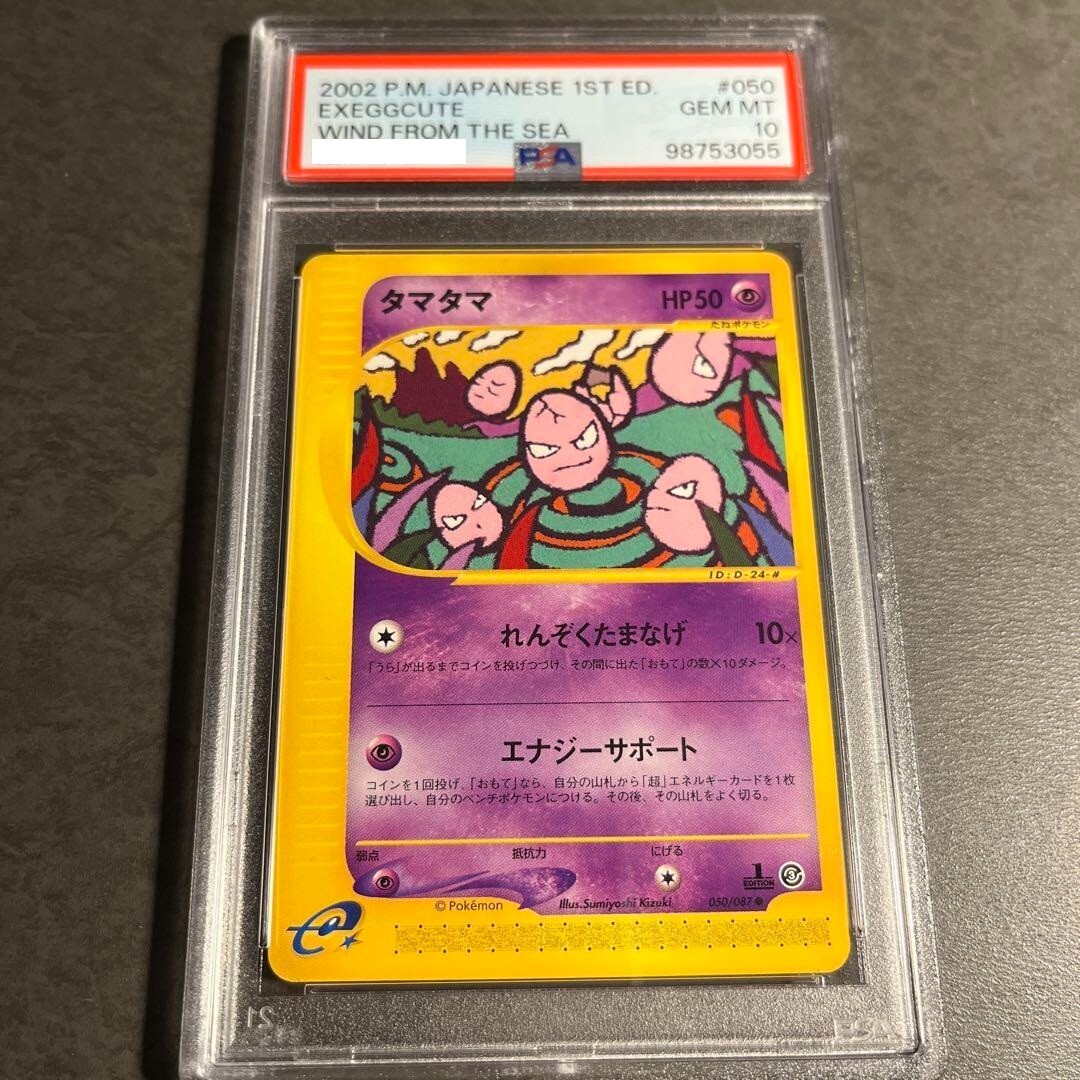 2002 P.M. JAPANESE 1ST ED. #050
EXEGGCUTE GEM MT
WIND FROM THE SEA 10
PSA 98753055
タマタマ HP50
たねポケモン
ID:D-24-#
れんぞくたまなげ 10×
「うら」が出るまでコインを投げつづけ、その間に出た「おもて」の数×10ダメージ。
エナジーサポート
コインを1回投げ、「おもて」なら、自分の山札から「超」エネルギーカードを1枚
選び出し、自分のベンチポケモンにつける。その後、その山札をよく切る。
弱点 抵抗力 にげる
1
EDITION
© Pokémon Illus.Sumiyoshi Kizuki 050/087 ●
e